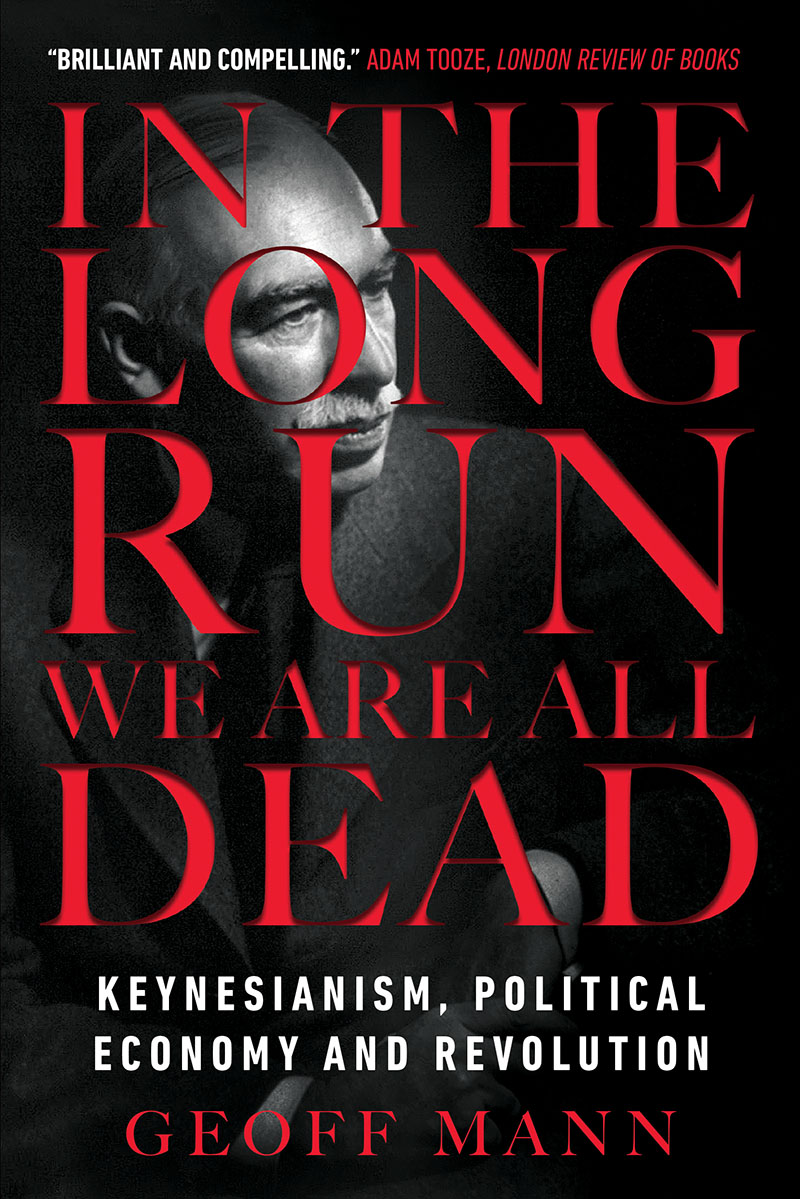 “BRILLIANT AND COMPELLING.” ADAM TOOZE, LONDON REVIEW OF BOOKS
IN THE
LONG
RUN
WE ARE ALL
DEAD
KEYNESIANISM, POLITICAL
ECONOMY AND REVOLUTION
GEOFF MANN